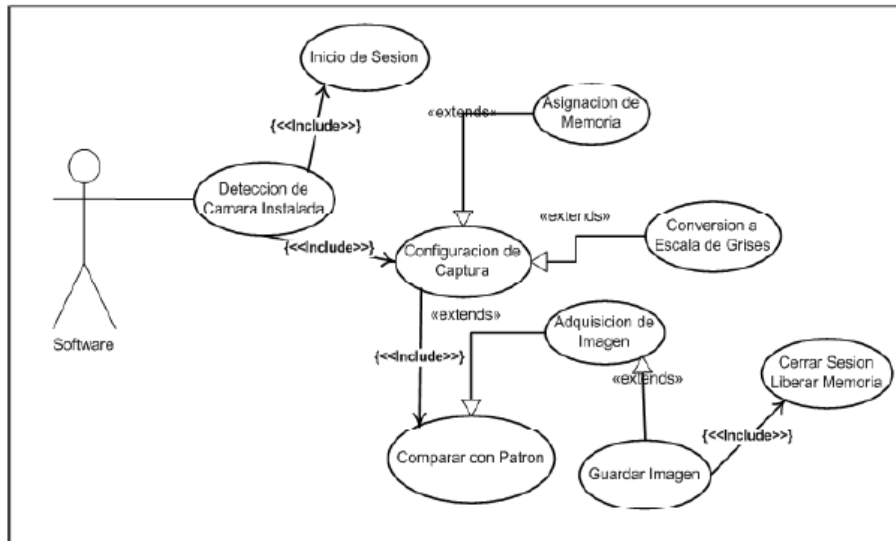 Inicio de Sesion
{<<Include>>}
«extends»
Asignacion de
Memoria
Deteccion de
Camara Instalada
{<<Include>>}
«extends»
Conversion a
Escala de Grises
Configuracion de
Captura
«extends»
Adquisicion de
Imagen
Software
{<<Include>>}
«extends»
Cerrar Sesion
Liberar Memoria
{<<Include>>}
Comparar con Patron
Guardar Imagen